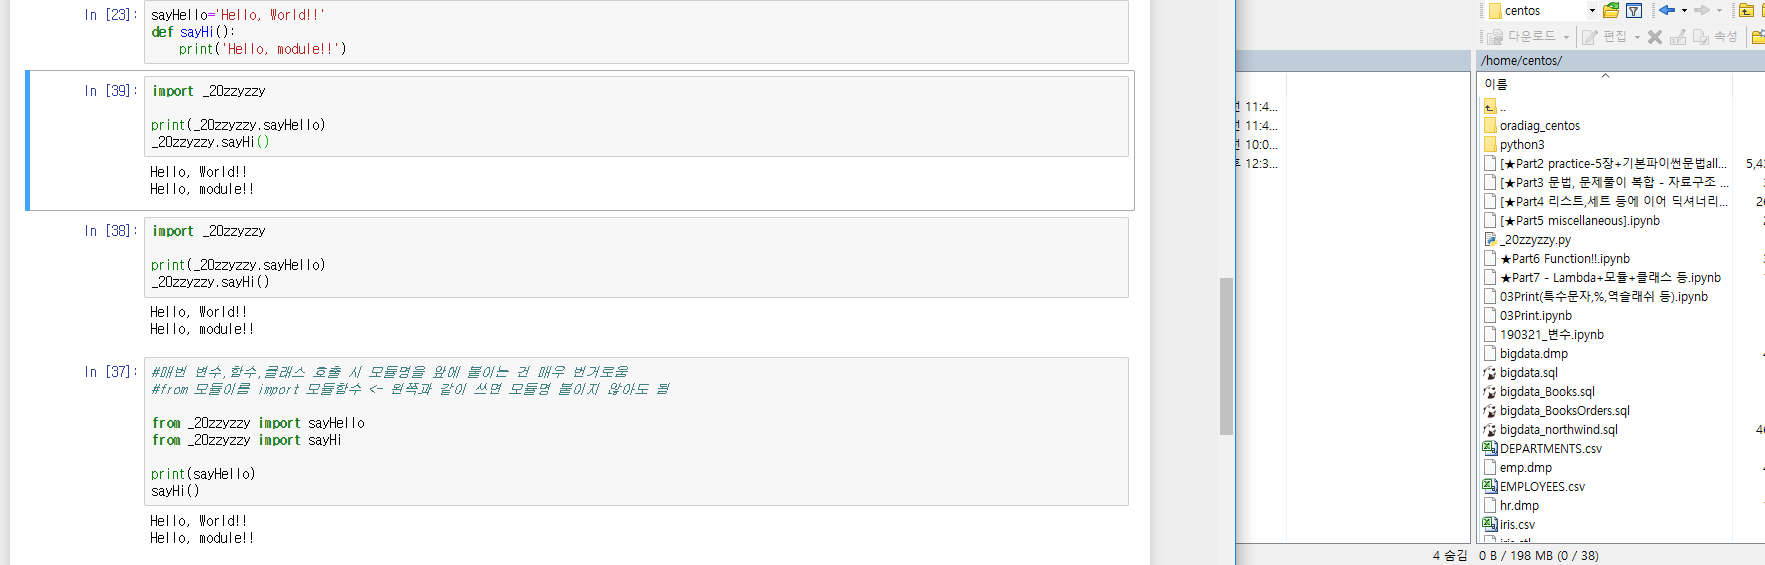 In [23]:
sayHello='Hello, World!!'
def sayHi():
    print('Hello, module!!')
In [39]:
import _20zzyzzy
print(_20zzyzzy.sayHello)
_20zzyzzy.sayHi()
Hello, World!!
Hello, module!!
In [38]:
import _20zzyzzy
print(_20zzyzzy.sayHello)
_20zzyzzy.sayHi()
Hello, World!!
Hello, module!!
In [37]:
#매번 변수,함수,클래스 호출 시 모듈명을 앞에 붙이는 건 매우 번거로움
#from 모듈이름 import 모듈함수 <- 왼쪽과 같이 쓰면 모듈명 붙이지 않아도 됨
from _20zzyzzy import sayHello
from _20zzyzzy import sayHi
print(sayHello)
sayHi()
Hello, World!!
Hello, module!!
centos
다운로드
편집
속성
/home/centos/
이름
11:4...
11:4...
10:0...
12:3...
..
oradiag_centos
python3
[★Part2 practice-5장+기본파이썬문법all...
[★Part3 문법, 문제풀이 복합 - 자료구조 ...
[★Part4 리스트,세트 등에 이어 딕셔너리...
[★Part5 miscellaneous].ipynb
_20zzyzzy.py
★Part6 Function!!.ipynb
★Part7 - Lambda+모듈+클래스 등.ipynb
03Print(특수문자,%,역슬래쉬 등).ipynb
03Print.ipynb
190321_변수.ipynb
bigdata.dmp
bigdata.sql
bigdata_Books.sql
bigdata_BooksOrders.sql
bigdata_northwind.sql
DEPARTMENTS.csv
emp.dmp
EMPLOYEES.csv
hr.dmp
iris.csv
4 숨김
0 B / 198 MB (0 / 38)